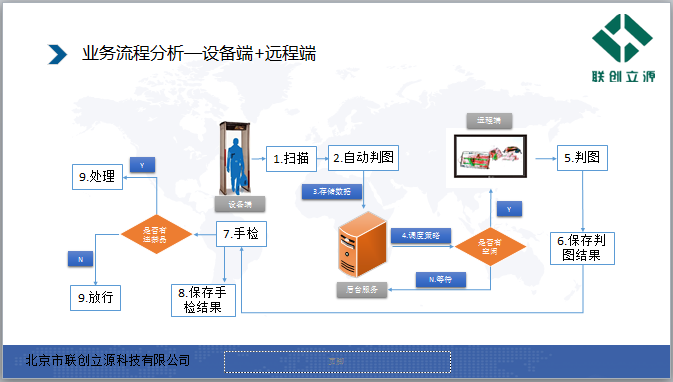 业务流程分析—设备端+远程端
联创立源
远程端
1.扫描
2.自动判图
5.判图
Y
9.处理
3.存储数据
设备端
Y
是否有
违禁品
7.手检
4.调度策略
是否有
空闲
6.保存判
图结果
N
N.等待
后台服务
9.放行
8.保存手
检结果
北京市联创立源科技有限公司